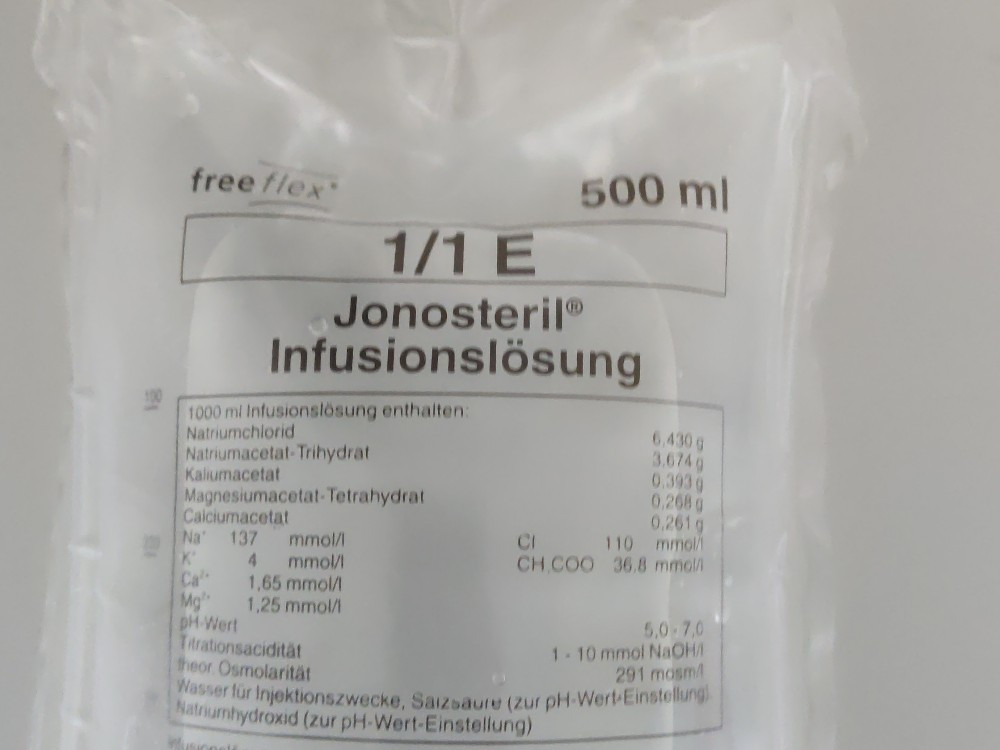 freeflex® 500 ml
1/1 E
Jonosteril®
Infusionslösung
100
1000 ml Infusionslösung enthalten:
Natriumchlorid 6,430 g
Natriumacetat-Trihydrat 3,674 g
Kaliumacetat 0,393 g
Magnesiumacetat-Tetrahydrat 0,268 g
Calciumacetat 0,261 g
Na⁺ 137 mmol/l Cl 110 mmol/l
K⁺ 4 mmol/l CH₃COO 36,8 mmol/l
Ca²⁺ 1,65 mmol/l
Mg²⁺ 1,25 mmol/l
pH-Wert 5,0 - 7,0
Titrationsacidität 1 - 10 mmol NaOH/l
theor. Osmolarität 291 mosm/l
Wasser für Injektionszwecke, Salzsäure (zur pH-Wert-Einstellung)
Natriumhydroxid (zur pH-Wert-Einstellung)